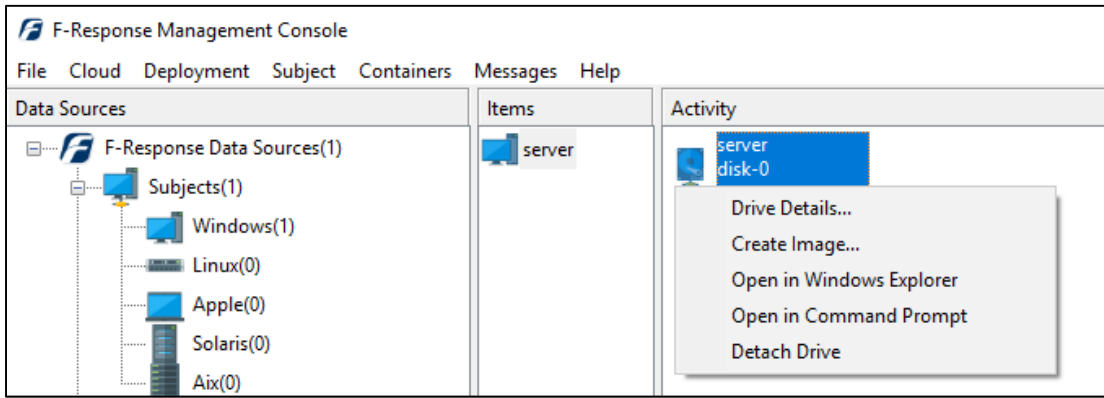 F-Response Management Console
File Cloud Deployment Subject Containers Messages Help
Data Sources
Items
Activity
F-Response Data Sources(1)
Subjects(1)
Windows(1)
Linux(0)
Apple(0)
Solaris(0)
Aix(0)
server
server
disk-0
Drive Details...
Create Image...
Open in Windows Explorer
Open in Command Prompt
Detach Drive